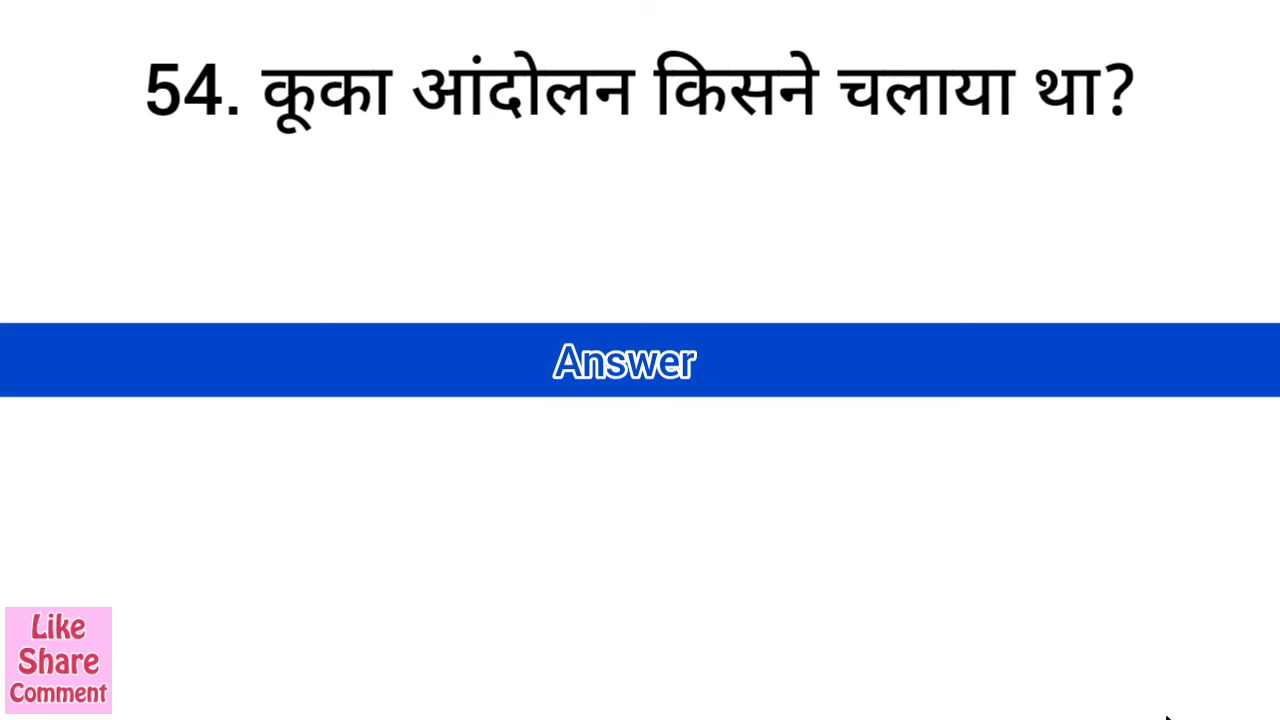 54. कूका आंदोलन किसने चलाया था?
Answer
Like
Share
Comment